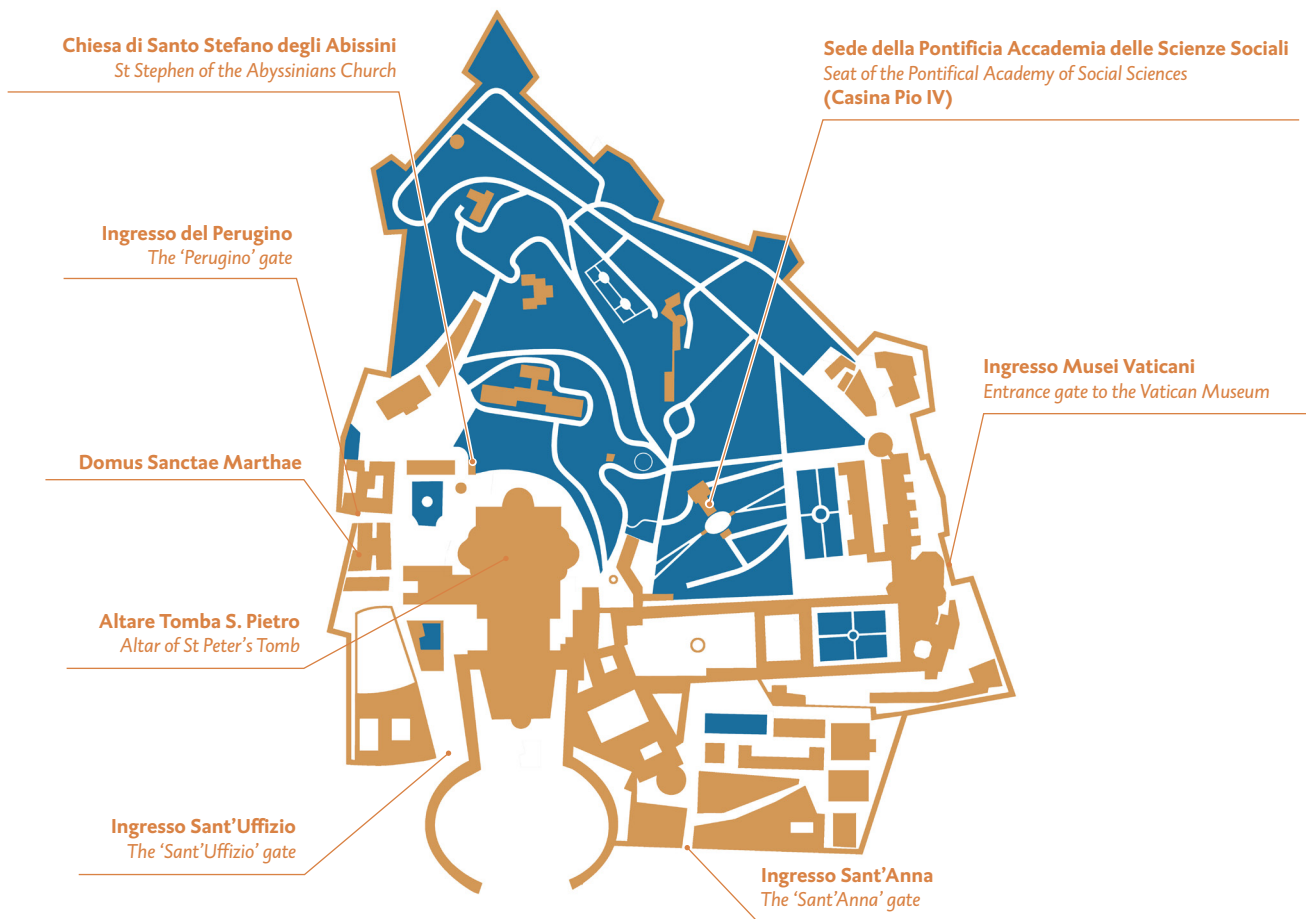 Chiesa di Santo Stefano degli Abissini
St Stephen of the Abyssinians Church
Sede della Pontificia Accademia delle Scienze Sociali
Seat of the Pontifical Academy of Social Sciences
(Casina Pio IV)
Ingresso del Perugino
The ‘Perugino’ gate
Ingresso Musei Vaticani
Entrance gate to the Vatican Museum
Domus Sanctae Marthae
Altare Tomba S. Pietro
Altar of St Peter’s Tomb
Ingresso Sant’Uffizio
The ‘Sant’Uffizio’ gate
Ingresso Sant’Anna
The ‘Sant’Anna’ gate